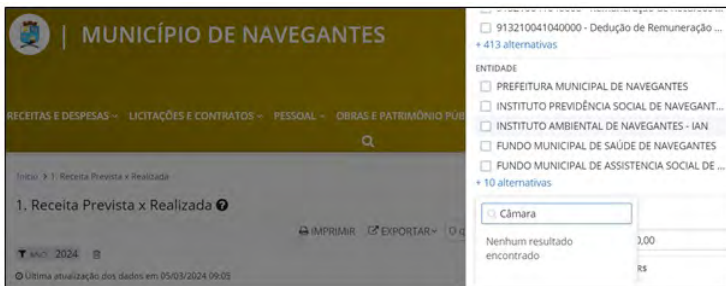 | MUNICÍPIO DE NAVEGANTES
RECEITAS E DESPESAS
LICITAÇÕES E CONTRATOS
PESSOAL
OBRAS E PATRIMÔNIO PÚB
Início > 1. Receita Prevista x Realizada
1. Receita Prevista x Realizada
IMPRIMIR
EXPORTAR
O q
ANO: 2024
Última atualização dos dados em 05/03/2024 09:05
913210041040000 - Dedução de Remuneração ...
+ 413 alternativas
ENTIDADE
PREFEITURA MUNICIPAL DE NAVEGANTES
INSTITUTO PREVIDÊNCIA SOCIAL DE NAVEGANT...
INSTITUTO AMBIENTAL DE NAVEGANTES - IAN
FUNDO MUNICIPAL DE SAÚDE DE NAVEGANTES
FUNDO MUNICIPAL DE ASSISTENCIA SOCIAL DE ...
+ 10 alternativas
Câmara
Nenhum resultado
encontrado
0,00
R$